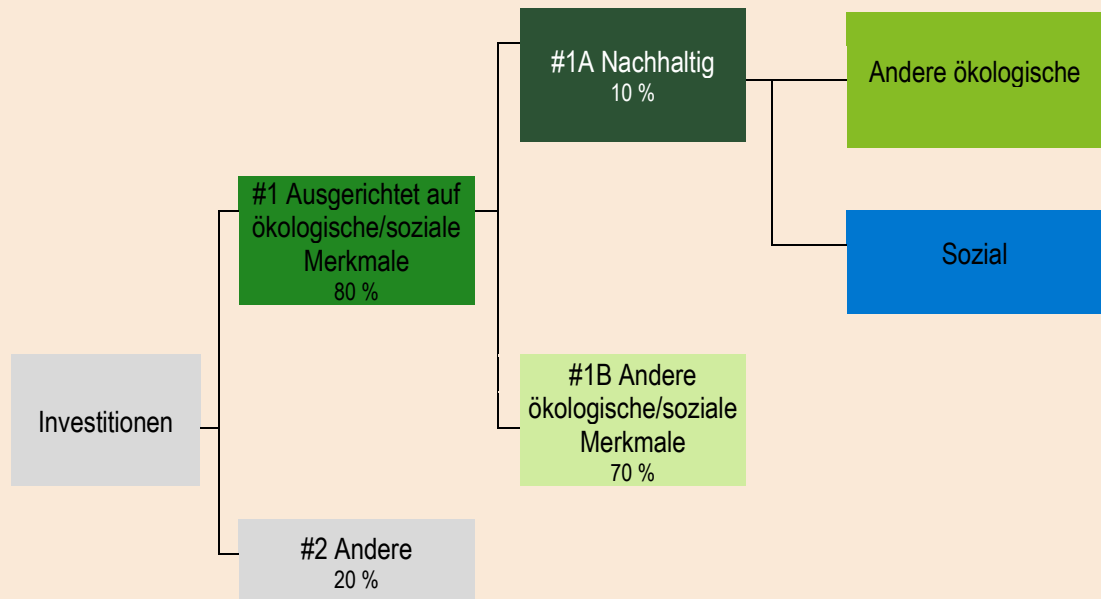 #1A Nachhaltig
10 %
Andere ökologische
#1 Ausgerichtet auf
ökologische/soziale
Merkmale
80 %
Sozial
#1B Andere
ökologische/soziale
Merkmale
70 %
Investitionen
#2 Andere
20 %